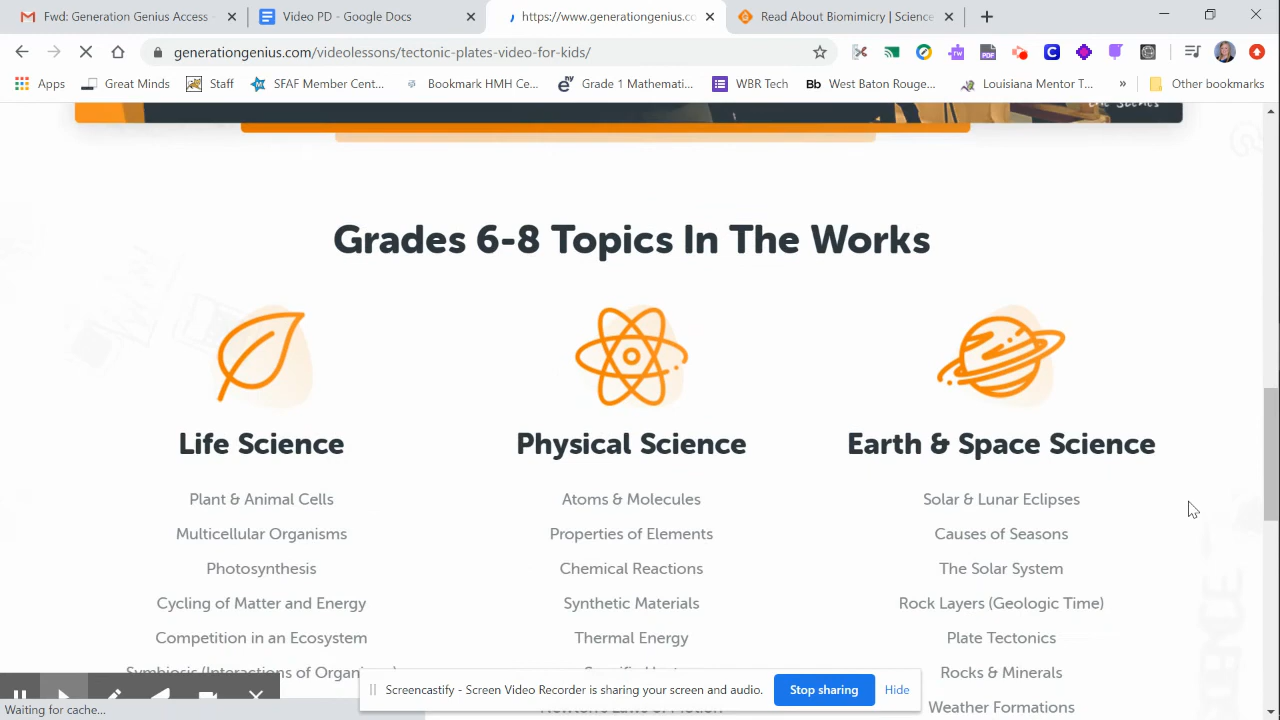 Fwd: Generation Genius Access
Video PD - Google Docs
https://www.generationgenius.co
Read About Biomimicry | Science
generationgenius.com/videolessons/tectonic-plates-video-for-kids/
Apps
Great Minds
Staff
SFAF Member Cent...
Bookmark HMH Ce...
Grade 1 Mathemati...
WBR Tech
Bb West Baton Rouge...
Louisiana Mentor T...
»
Other bookmarks
Grades 6-8 Topics In The Works
Life Science
Physical Science
Earth & Space Science
Plant & Animal Cells
Atoms & Molecules
Solar & Lunar Eclipses
Multicellular Organisms
Properties of Elements
Causes of Seasons
Photosynthesis
Chemical Reactions
The Solar System
Cycling of Matter and Energy
Synthetic Materials
Rock Layers (Geologic Time)
Competition in an Ecosystem
Thermal Energy
Plate Tectonics
Symbiosis (Interactions of
Rocks & Minerals
Screencastify - Screen Video Recorder is sharing your screen and audio.
Stop sharing
Hide
Weather Formations
Waiting for cache...